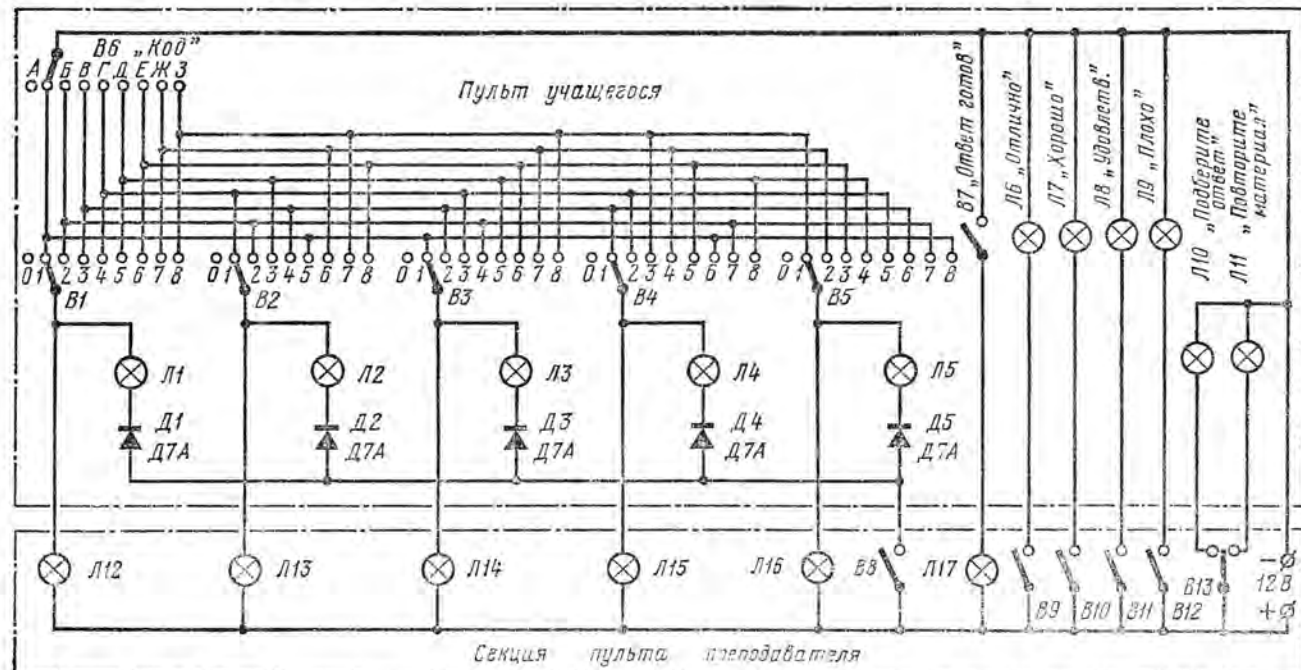 В6 „Код”
А Б В Г Д Е Ж З
Пульт учащегося
В7 „Ответ готов”
Л6 „Отлично”
Л7 „Хорошо”
Л8 „Удовлетв.”
Л9 „Плохо”
Л10 „Подберите
ответ”
Л11 „Повторите
материал”
0 1 2 3 4 5 6 7 8
0 1 2 3 4 5 6 7 8
0 1 2 3 4 5 6 7 8
0 1 2 3 4 5 6 7 8
0 1 2 3 4 5 6 7 8
В1 В2 В3 В4 В5
Л1 Л2 Л3 Л4 Л5
Д1 Д2 Д3 Д4 Д5
Д7А Д7А Д7А Д7А Д7А
Л12 Л13 Л14 Л15 Л16 В8 Л17
В9 В10 В11 В12
В13
–
12 В
+
Секция пульта преподавателя